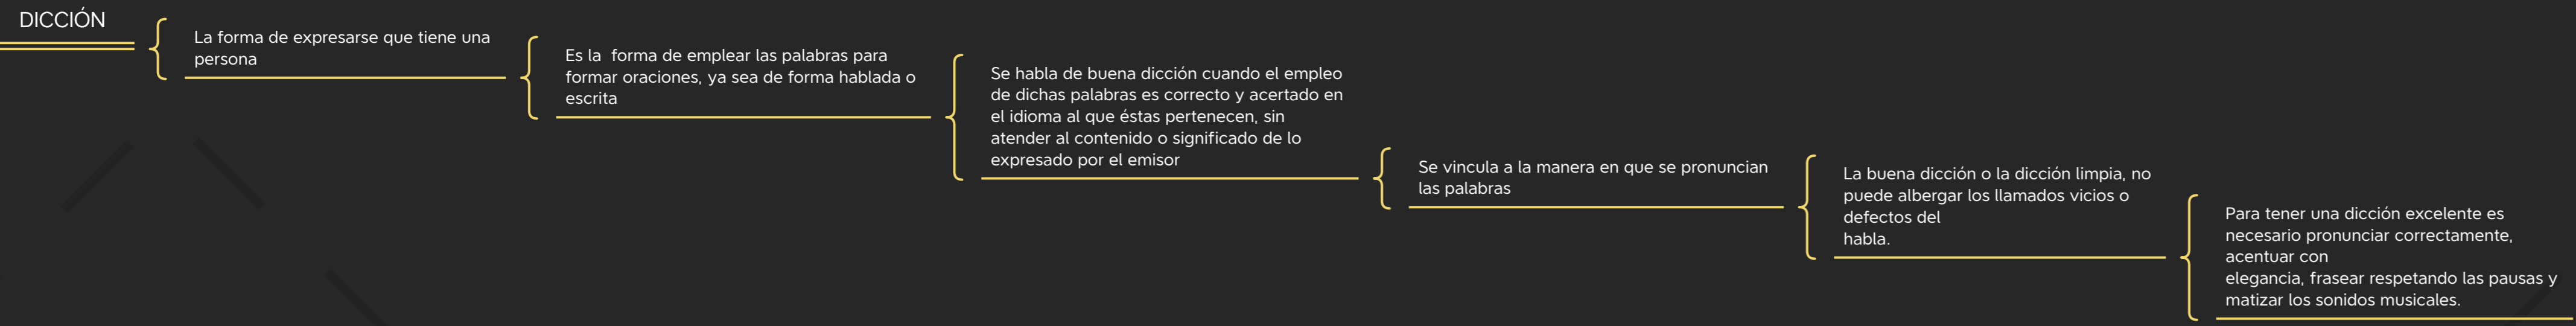 DICCIÓN
La forma de expresarse que tiene una
persona
Es la  forma de emplear las palabras para
formar oraciones, ya sea de forma hablada o
escrita
Se habla de buena dicción cuando el empleo
de dichas palabras es correcto y acertado en
el idioma al que éstas pertenecen, sin
atender al contenido o significado de lo
expresado por el emisor
Se vincula a la manera en que se pronuncian
las palabras
La buena dicción o la dicción limpia, no
puede albergar los llamados vicios o
defectos del
habla.
Para tener una dicción excelente es
necesario pronunciar correctamente,
acentuar con
elegancia, frasear respetando las pausas y
matizar los sonidos musicales.